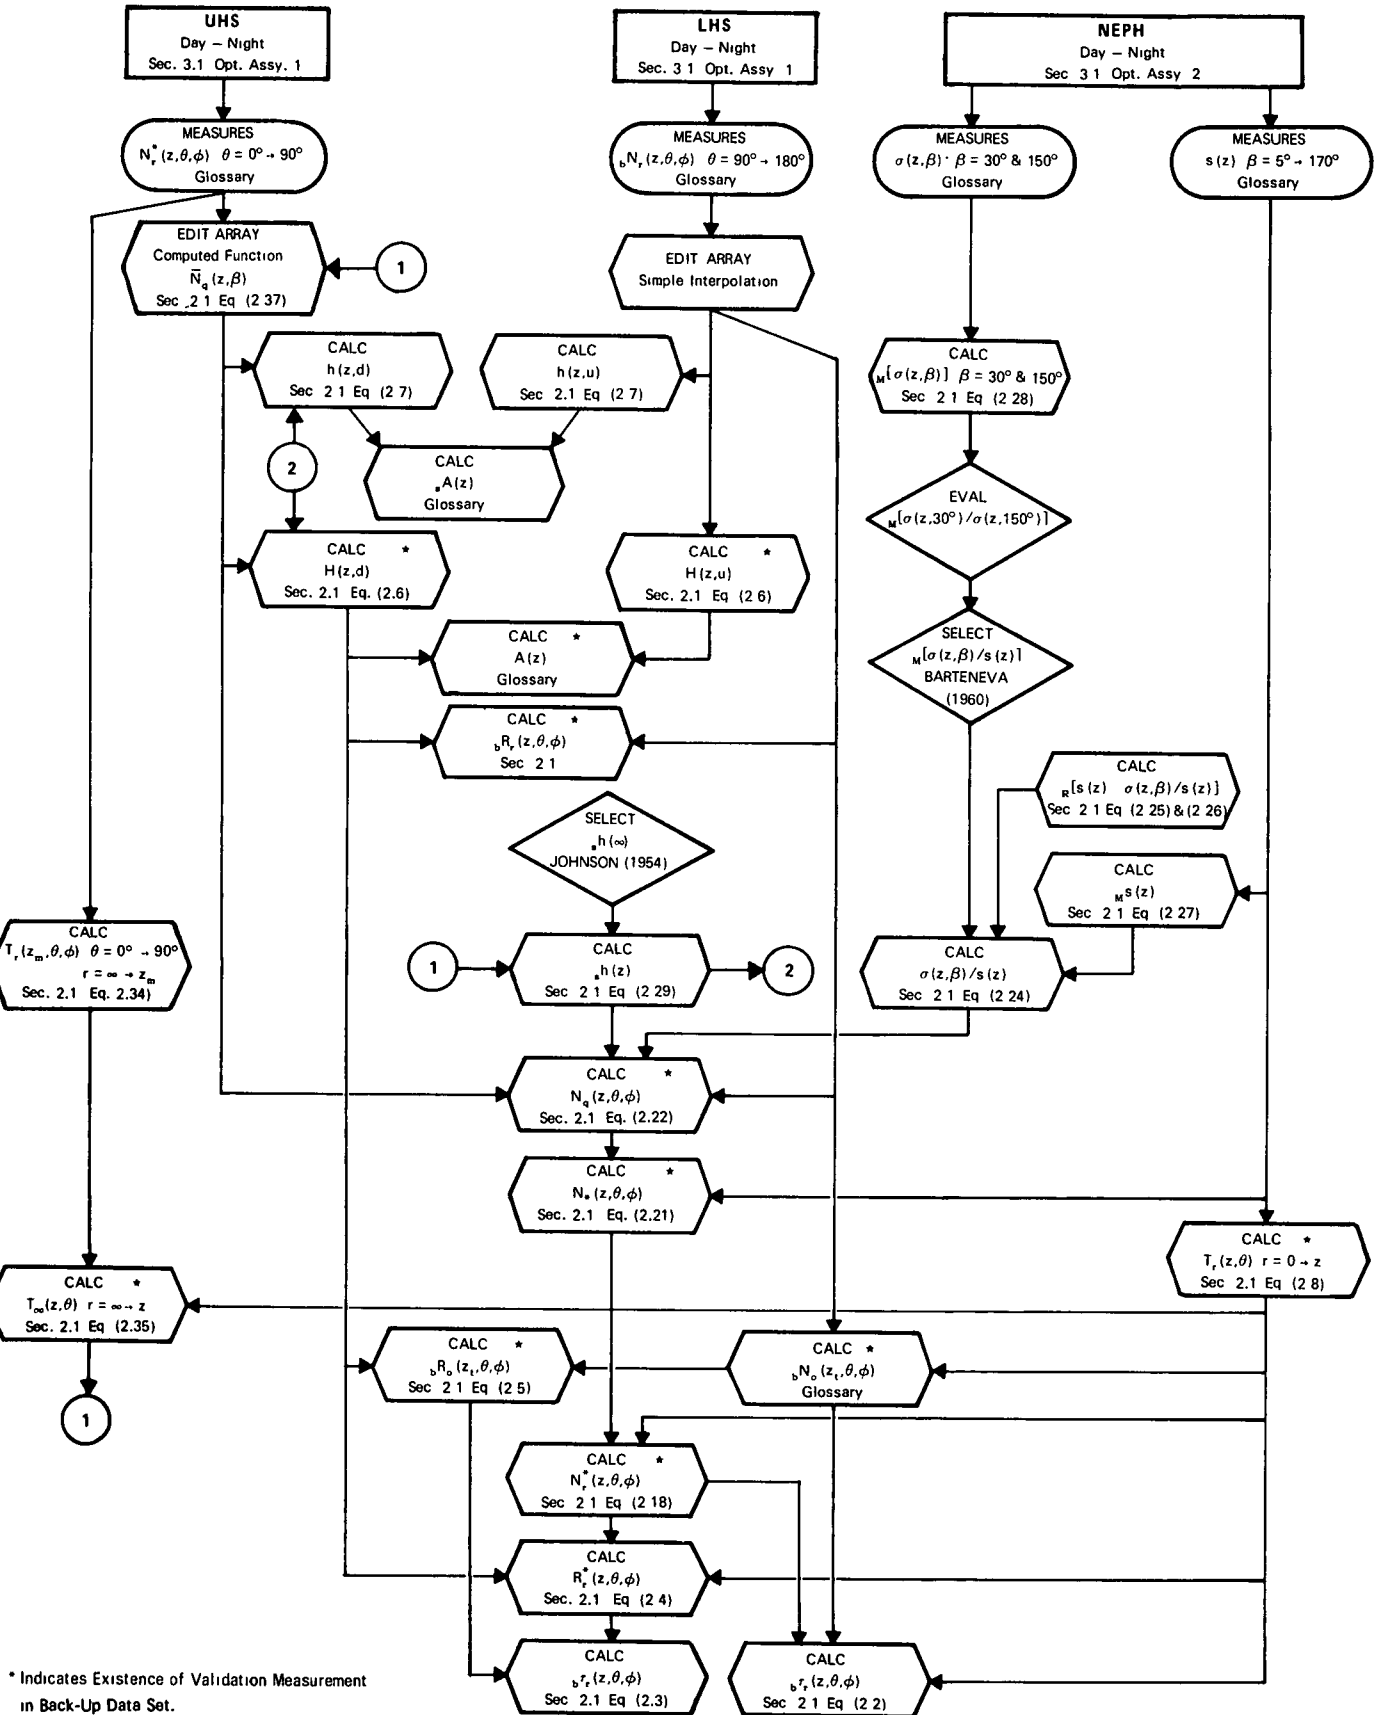 UHS
Day – Night
Sec. 3.1 Opt. Assy. 1
LHS
Day – Night
Sec. 3 1 Opt. Assy 1
NEPH
Day – Night
Sec 3 1 Opt. Assy 2
MEASURES
N*r(z,θ,ϕ) θ = 0° → 90°
Glossary
MEASURES
bNr(z,θ,ϕ) θ = 90° → 180°
Glossary
MEASURES
σ(z,β) · β = 30° & 150°
Glossary
MEASURES
s(z) β = 5° → 170°
Glossary
EDIT ARRAY
Computed Function
N̄q(z,β)
Sec .2 1 Eq (2 37)
1
EDIT ARRAY
Simple Interpolation
CALC
h(z,d)
Sec 2 1 Eq (2 7)
CALC
h(z,u)
Sec 2.1 Eq (2 7)
CALC
M[σ(z,β)] β = 30° & 150°
Sec 2 1 Eq (2 28)
2
CALC
sA(z)
Glossary
EVAL
M[σ(z,30°)/σ(z,150°)]
CALC *
H(z,d)
Sec. 2.1 Eq. (2.6)
CALC *
H(z,u)
Sec. 2.1 Eq (2 6)
CALC *
A(z)
Glossary
SELECT
M[σ(z,β)/s(z)]
BARTENEVA
(1960)
CALC *
bRr(z,θ,ϕ)
Sec 2 1
CALC
R[s(z) σ(z,β)/s(z)]
Sec 2 1 Eq (2 25)&(2 26)
SELECT
sh(∞)
JOHNSON (1954)
CALC
Ms(z)
Sec 2 1 Eq (2 27)
CALC
Tr(zm,θ,ϕ) θ = 0° → 90°
r = ∞ → zm
Sec. 2.1 Eq. 2.34)
1
CALC
sh(z)
Sec 2 1 Eq (2 29)
2
CALC
σ(z,β)/s(z)
Sec 2 1 Eq (2 24)
CALC *
Nq(z,θ,ϕ)
Sec. 2.1 Eq. (2.22)
CALC *
N*(z,θ,ϕ)
Sec. 2.1 Eq. (2.21)
CALC *
Tr(z,θ) r = 0 → z
Sec 2.1 Eq (2 8)
CALC *
T∞(z,θ) r = ∞ → z
Sec. 2.1 Eq (2.35)
CALC *
bRo(zt,θ,ϕ)
Sec 2 1 Eq (2 5)
CALC *
bNo(zt,θ,ϕ)
Glossary
1
CALC *
N*r(z,θ,ϕ)
Sec 2 1 Eq (2 18)
CALC
R*r(z,θ,ϕ)
Sec. 2.1 Eq (2 4)
CALC
bτr(z,θ,ϕ)
Sec. 2.1 Eq (2.3)
CALC
bτr(z,θ,ϕ)
Sec 2 1 Eq (2 2)
* Indicates Existence of Validation Measurement
in Back-Up Data Set.